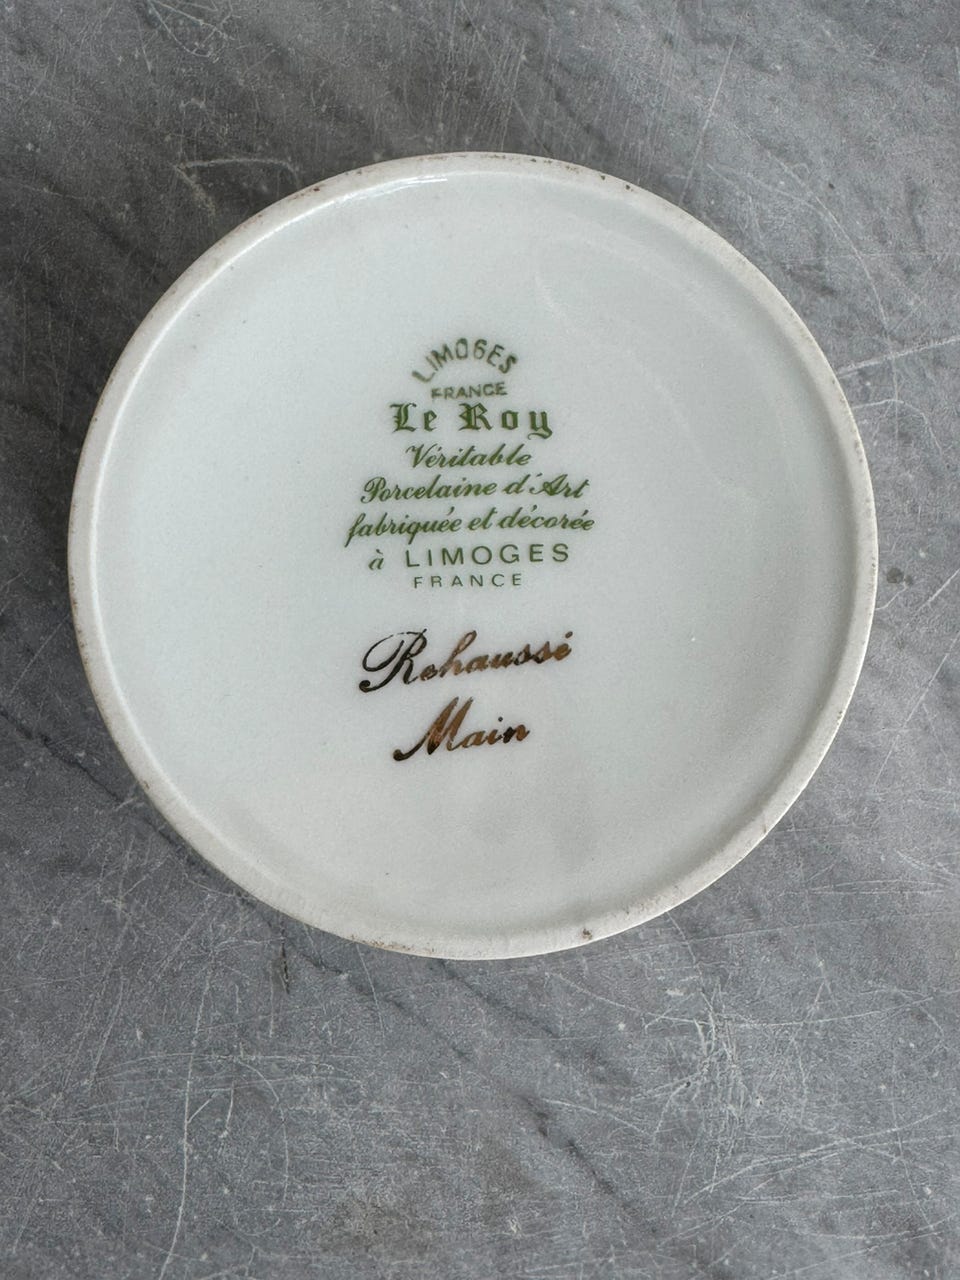 LIMOGES
FRANCE
Le Roy
Véritable
Porcelaine d'Art
fabriquée et décorée
à LIMOGES
FRANCE
Rehaussé
Main